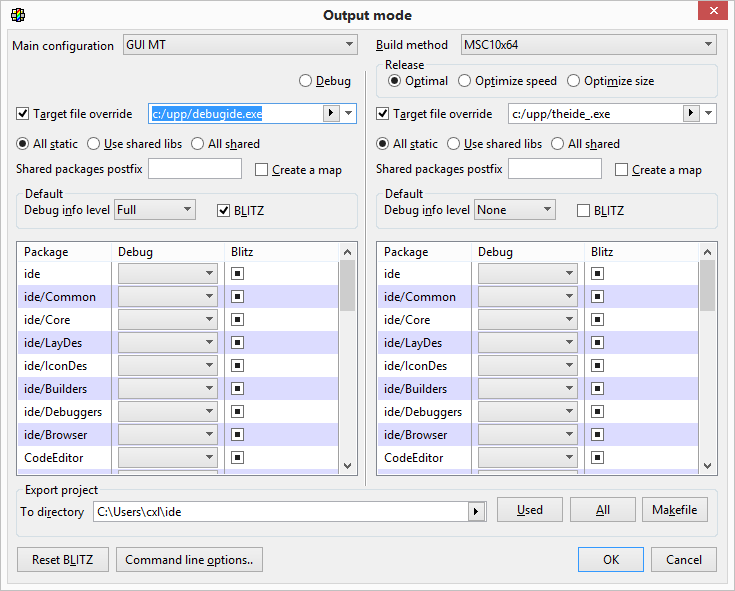 Output mode
Main configuration GUI MT Build method MSC10x64
Debug
Release
Optimal Optimize speed Optimize size
Target file override c:/upp/debugide.exe
Target file override c:/upp/theide_.exe
All static Use shared libs All shared
All static Use shared libs All shared
Shared packages postfix Create a map
Shared packages postfix Create a map
Default
Debug info level Full BLITZ
Default
Debug info level None BLITZ
Package Debug Blitz
ide
ide/Common
ide/Core
ide/LayDes
ide/IconDes
ide/Builders
ide/Debuggers
ide/Browser
CodeEditor
Package Debug Blitz
ide
ide/Common
ide/Core
ide/LayDes
ide/IconDes
ide/Builders
ide/Debuggers
ide/Browser
CodeEditor
Export project
To directory C:\Users\cxl\ide Used All Makefile
Reset BLITZ Command line options.. OK Cancel